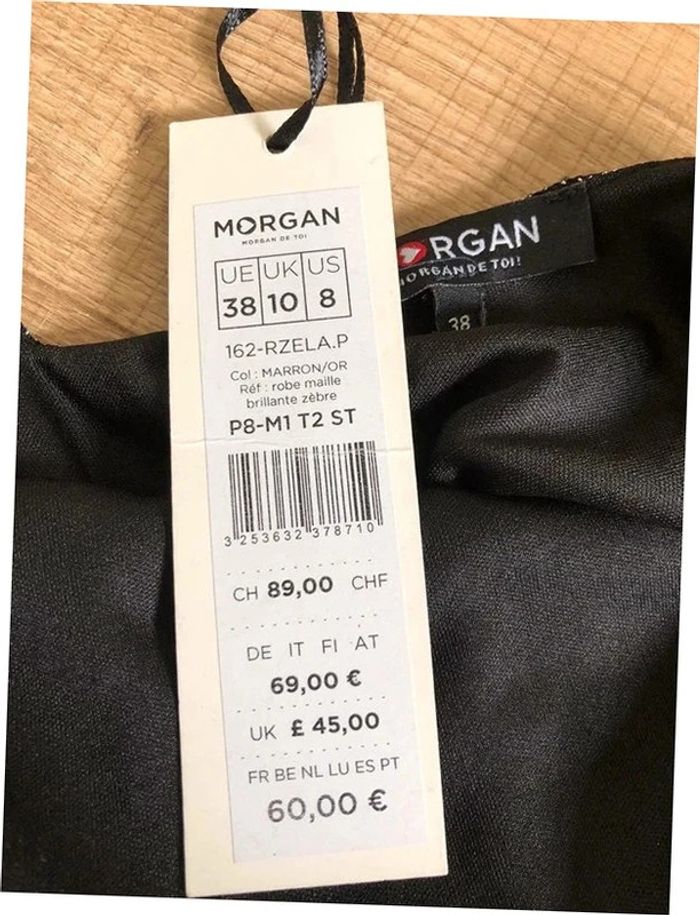 MORGAN
MORGAN DE TOI
UE UK US
38 10 8
162-RZELA.P
Col : MARRON/OR
Réf : robe maille
brillante zèbre
P8-M1 T2 ST
3 253632 378710
CH 89,00 CHF
DE IT FI AT
69,00 €
UK £ 45,00
FR BE NL LU ES PT
60,00 €
ORGAN
MORGAN DE TOI!
38